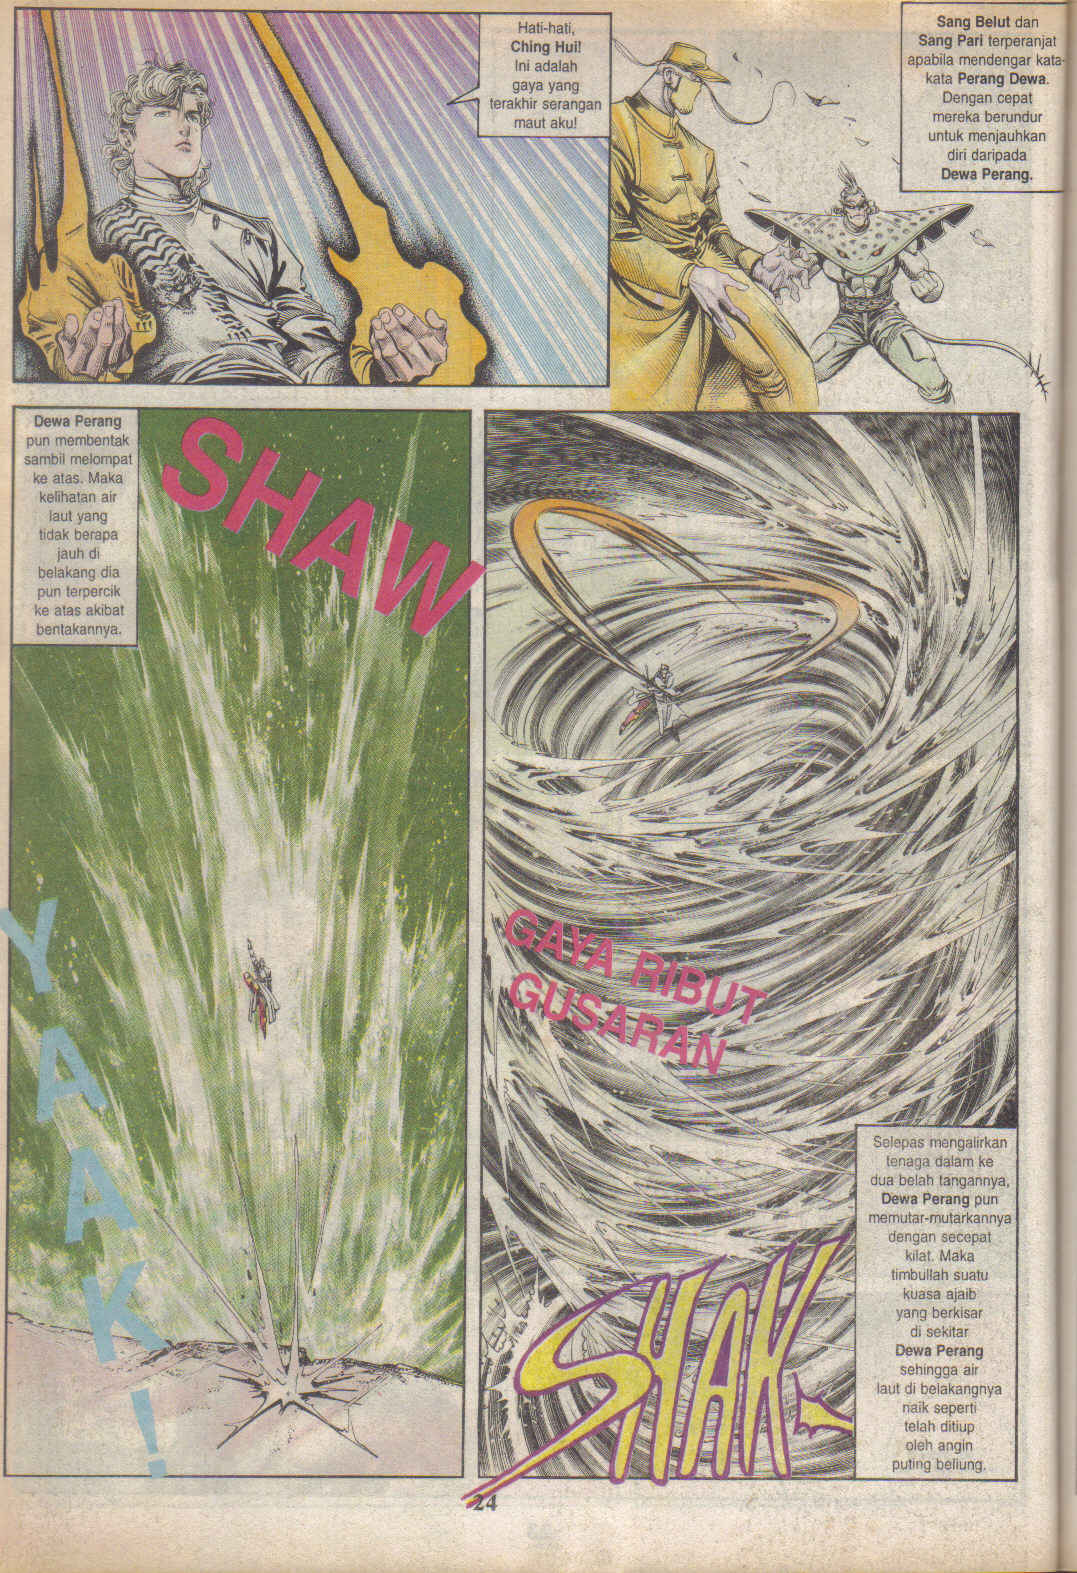 Hati-hati,
Ching Hui!
Ini adalah
gaya yang
terakhir serangan
maut aku!
Sang Belut dan
Sang Pari terperanjat
apabila mendengar kata-
kata Perang Dewa.
Dengan cepat
mereka berundur
untuk menjauhkan
diri daripada
Dewa Perang.
Dewa Perang
pun membentak
sambil melompat
ke atas. Maka
kelihatan air
laut yang
tidak berapa
jauh di
belakang dia
pun terpercik
ke atas akibat
bentakannya.
SHAW
YAAK!
GAYA RIBUT
GUSARAN
Selepas mengalirkan
tenaga dalam ke
dua belah tangannya,
Dewa Perang pun
memutar-mutarkannya
dengan secepat
kilat. Maka
timbullah suatu
kuasa ajaib
yang berkisar
di sekitar
Dewa Perang
sehingga air
laut di belakangnya
naik seperti
telah ditiup
oleh angin
puting beliung.
SHAK
24